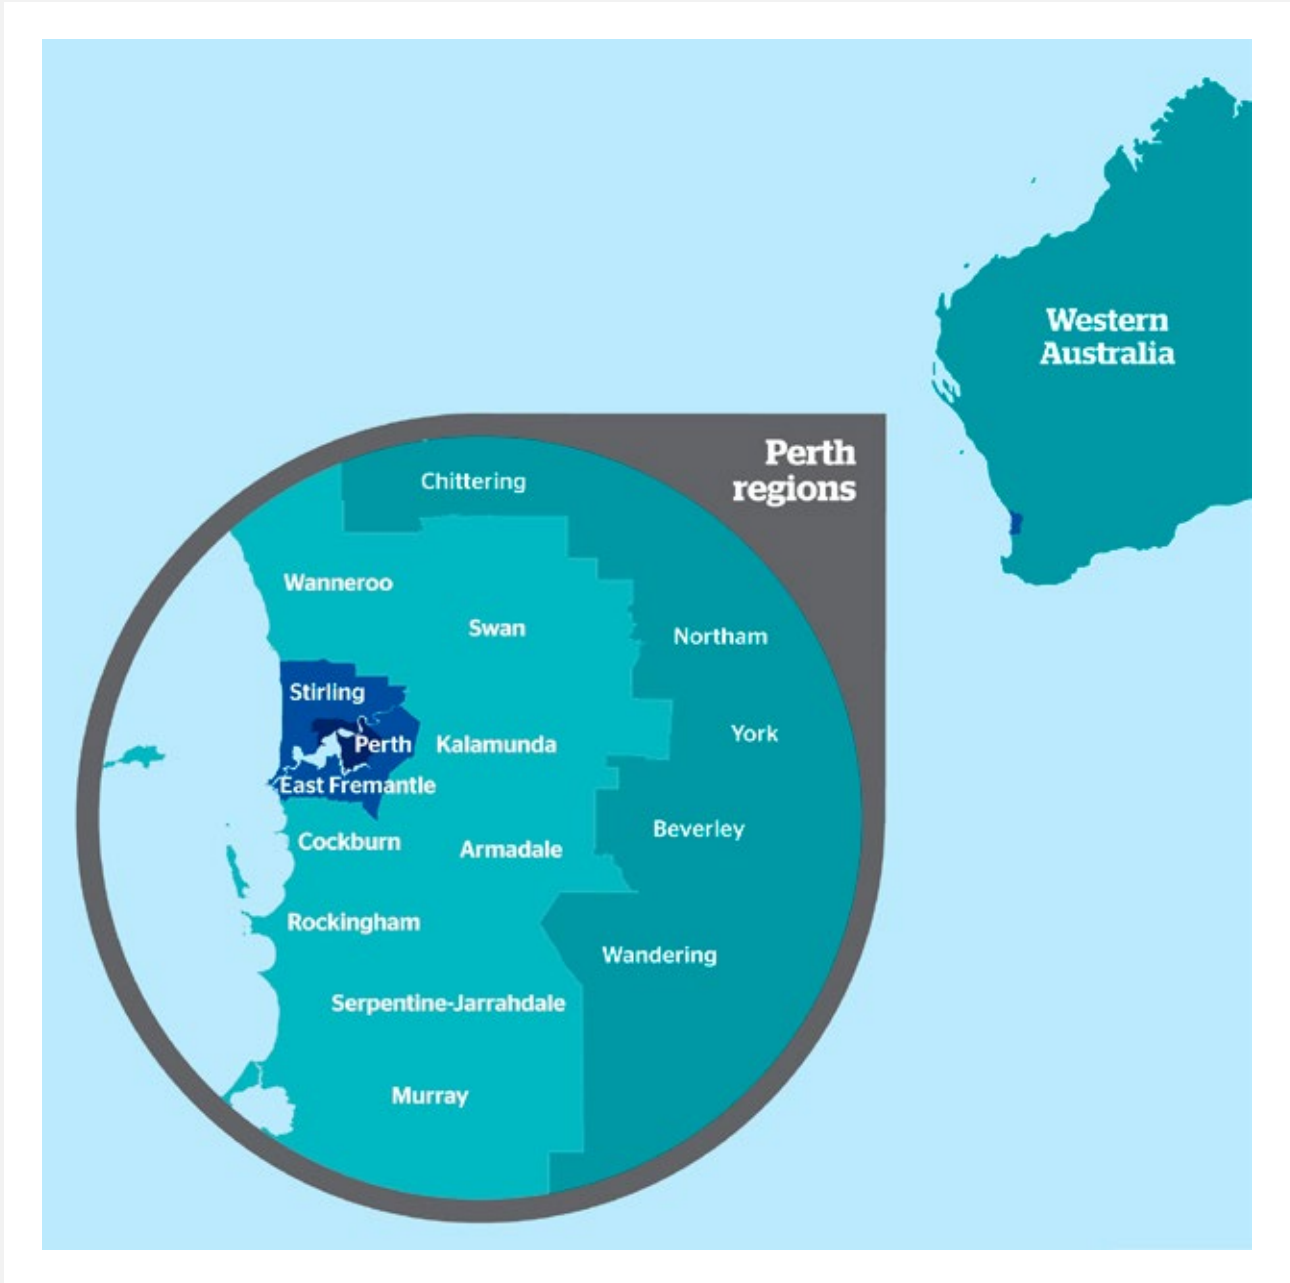 Western
Australia
Perth
regions
Chittering
Wanneroo
Swan
Northam
Stirling
York
Perth
Kalamunda
East Fremantle
Beverley
Cockburn
Armadale
Rockingham
Wandering
Serpentine-Jarrahdale
Murray